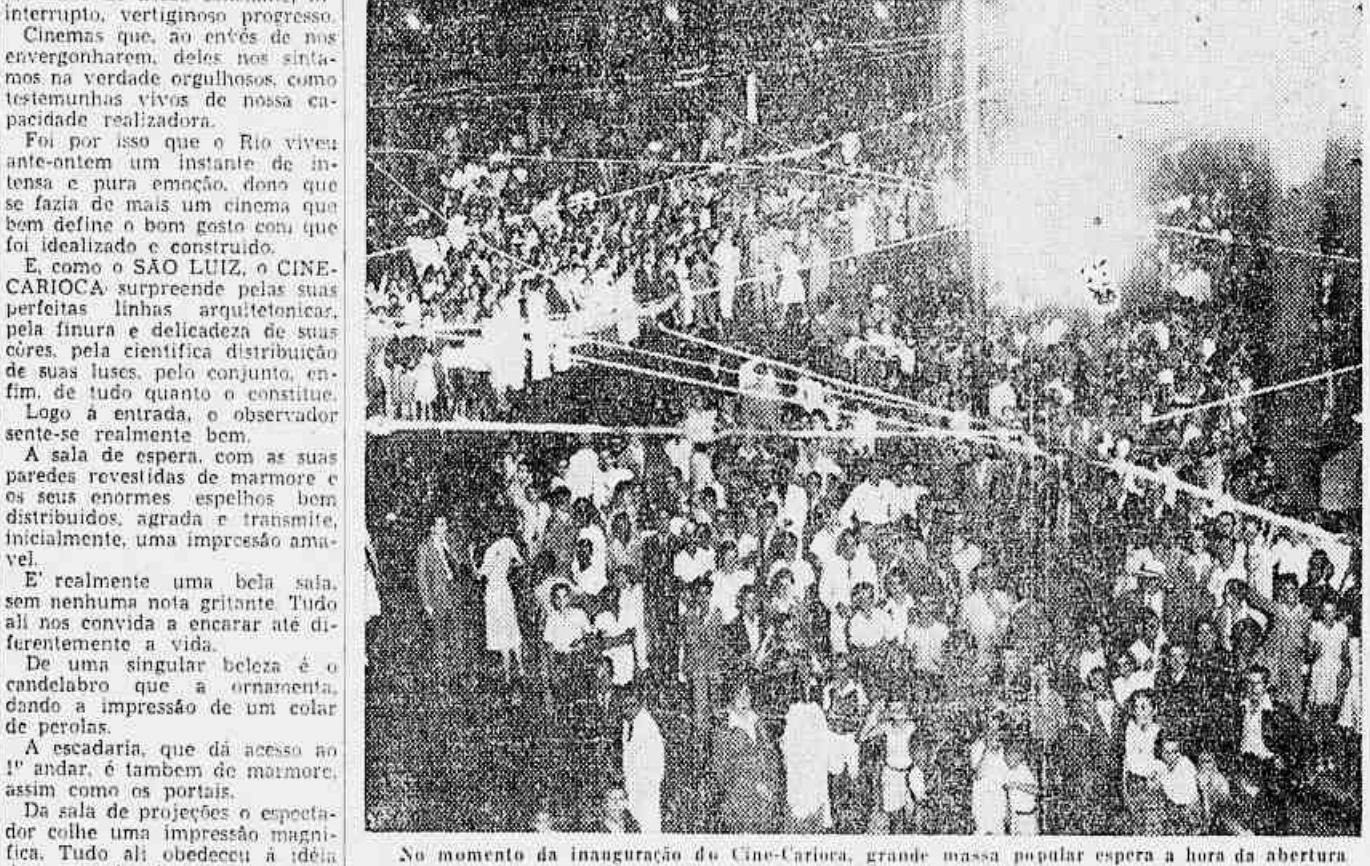 interrupto, vertiginoso progresso.
Cinemas que, ao envés de nos
envergonharem, deles nos sinta-
mos na verdade orgulhosos, como
testemunhas vivos de nossa ca-
pacidade realizadora.
Foi por isso que o Rio viveu
ante-ontem um instante de in-
tensa e pura emoção, dono que
se fazia de mais um cinema que
bem define o bom gosto com que
foi idealizado e construido.
E, como o SÃO LUIZ, o CINE-
CARIOCA surpreende pelas suas
perfeitas linhas arquitetonicas,
pela finura e delicadeza de suas
côres, pela cientifica distribuição
de suas luses, pelo conjunto, en-
fim, de tudo quanto o constitue.
Logo á entrada, o observador
sente-se realmente bem.
A sala de espera, com as suas
paredes revestidas de marmore e
os seus enormes espelhos bem
distribuidos, agrada e transmite,
inicialmente, uma impressão ama-
vel.
E' realmente uma bela sala,
sem nenhuma nota gritante. Tudo
ali nos convida a encarar até di-
ferentemente a vida.
De uma singular beleza é o
candelabro que a ornamenta,
dando a impressão de um colar
de perolas.
A escadaria, que dá acesso ao
1º andar, é tambem de marmore,
assim como os portais.
Da sala de projeções o especta-
dor colhe uma impressão magni-
fica. Tudo ali obedeceu á idéia
No momento da inauguração do Cine-Carioca, grande massa popular espera a hora da abertura